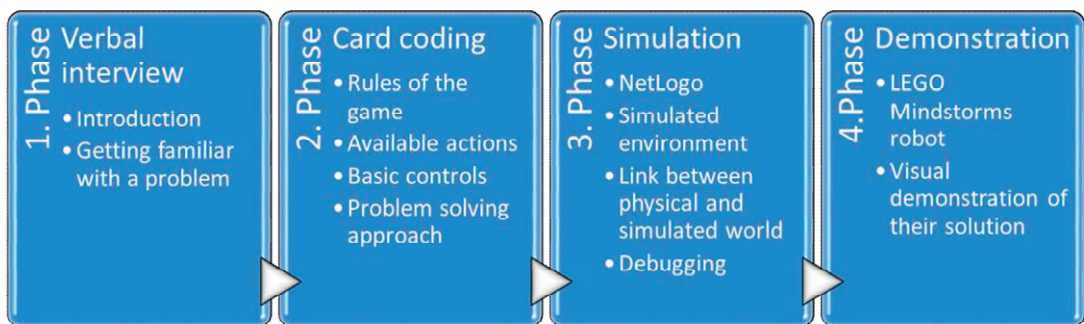 1. Phase
Verbal
interview
• Introduction
• Getting familiar
with a problem
2. Phase
Card coding
• Rules of the
game
• Available actions
• Basic controls
• Problem solving
approach
3. Phase
Simulation
• NetLogo
• Simulated
environment
• Link between
physical and
simulated world
• Debugging
4.Phase
Demonstration
• LEGO
Mindstorms
robot
• Visual
demonstration of
their solution